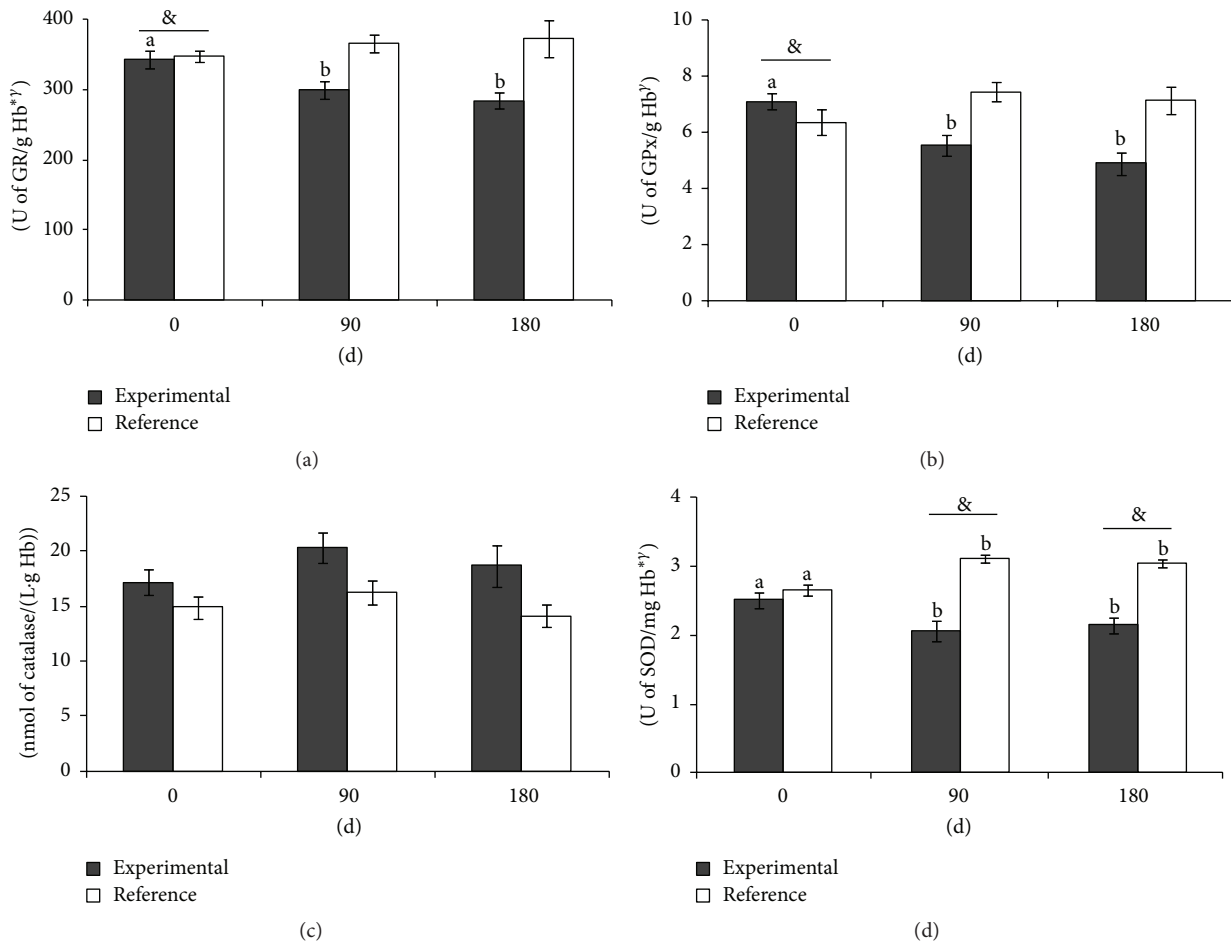 (U of GR/g Hb*γ)
400
300
200
100
0
&
a
b
b
0 90 180
(d)
Experimental
Reference
(a)
(U of GPx/g Hbγ)
10
8
6
4
2
0
&
a
b
b
0 90 180
(d)
Experimental
Reference
(b)
(nmol of catalase/(L·g Hb))
25
20
15
10
5
0
0 90 180
(d)
Experimental
Reference
(c)
(U of SOD/mg Hb*γ)
4
3
2
1
0
& &
a a
b b
b b
0 90 180
(d)
Experimental
Reference
(d)